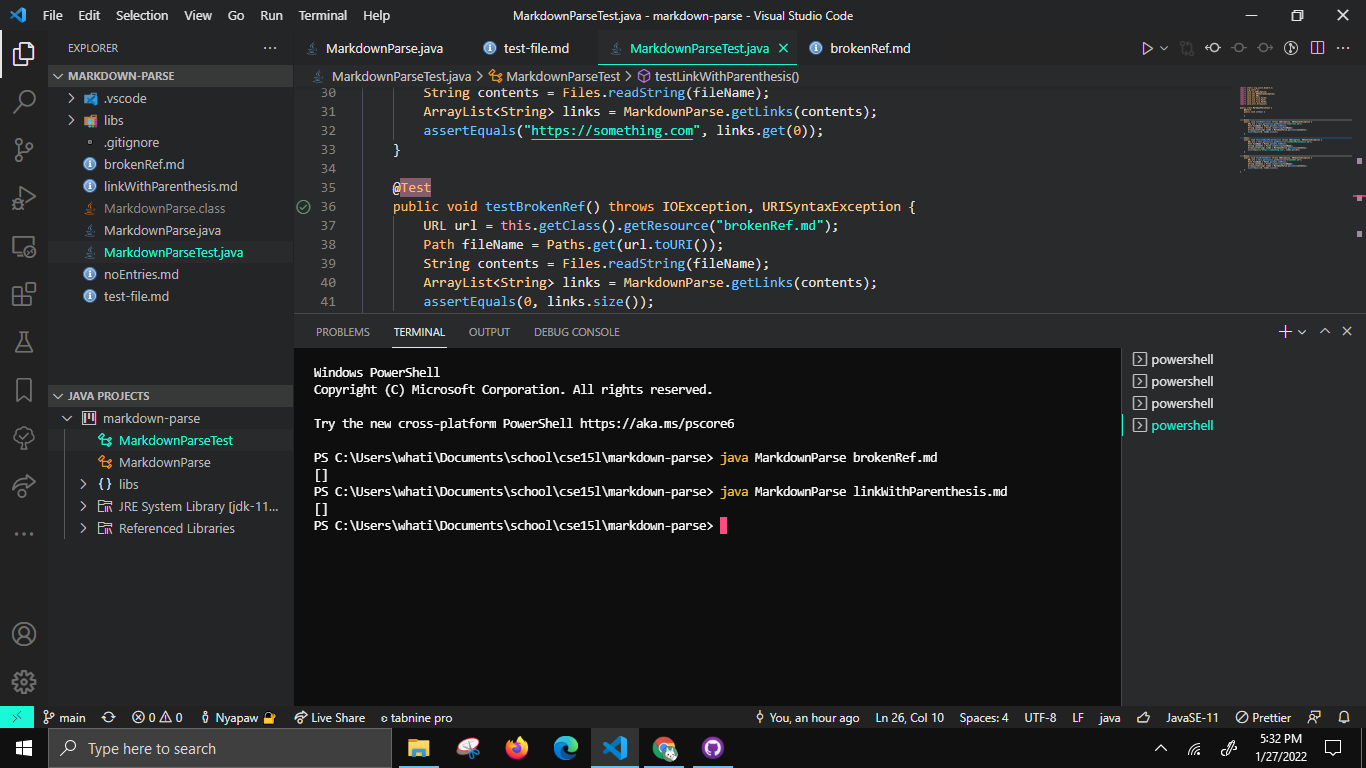 File Edit Selection View Go Run Terminal Help MarkdownParseTest.java - markdown-parse - Visual Studio Code
EXPLORER
MARKDOWN-PARSE
.vscode
libs
.gitignore
brokenRef.md
linkWithParenthesis.md
MarkdownParse.class
MarkdownParse.java
MarkdownParseTest.java
noEntries.md
test-file.md
JAVA PROJECTS
markdown-parse
MarkdownParseTest
MarkdownParse
{} libs
JRE System Library [jdk-11...
Referenced Libraries
MarkdownParse.java test-file.md MarkdownParseTest.java brokenRef.md
MarkdownParseTest.java > MarkdownParseTest > testLinkWithParenthesis()
30 String contents = Files.readString(fileName);
31 ArrayList<String> links = MarkdownParse.getLinks(contents);
32 assertEquals("https://something.com", links.get(0));
33 }
34
35 @Test
36 public void testBrokenRef() throws IOException, URISyntaxException {
37 URL url = this.getClass().getResource("brokenRef.md");
38 Path fileName = Paths.get(url.toURI());
39 String contents = Files.readString(fileName);
40 ArrayList<String> links = MarkdownParse.getLinks(contents);
41 assertEquals(0, links.size());
PROBLEMS TERMINAL OUTPUT DEBUG CONSOLE
Windows PowerShell
Copyright (C) Microsoft Corporation. All rights reserved.
Try the new cross-platform PowerShell https://aka.ms/pscore6
PS C:\Users\whati\Documents\school\cse15l\markdown-parse> java MarkdownParse brokenRef.md
[]
PS C:\Users\whati\Documents\school\cse15l\markdown-parse> java MarkdownParse linkWithParenthesis.md
[]
PS C:\Users\whati\Documents\school\cse15l\markdown-parse>
powershell
powershell
powershell
powershell
main 0 0 Nyapaw Live Share tabnine pro You, an hour ago Ln 26, Col 10 Spaces: 4 UTF-8 LF java JavaSE-11 Prettier
Type here to search
5:32 PM
1/27/2022